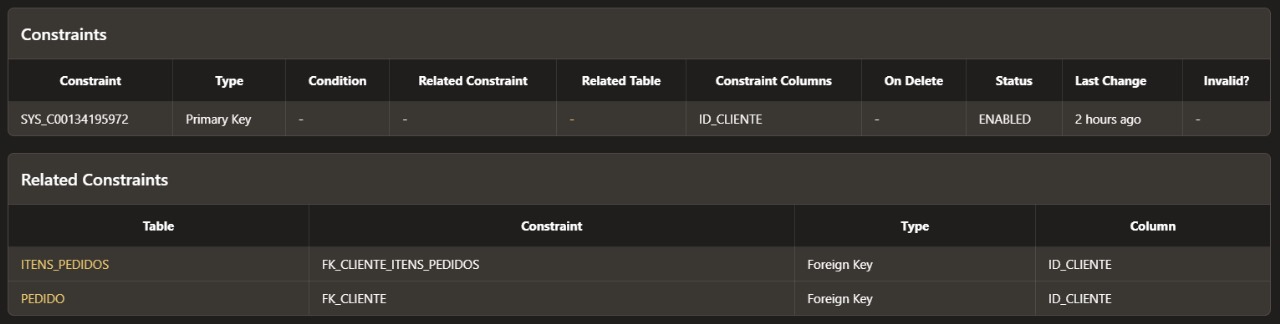 Constraints
Constraint Type Condition Related Constraint Related Table Constraint Columns On Delete Status Last Change Invalid?
SYS_C00134195972 Primary Key - - - ID_CLIENTE - ENABLED 2 hours ago -
Related Constraints
Table Constraint Type Column
ITENS_PEDIDOS FK_CLIENTE_ITENS_PEDIDOS Foreign Key ID_CLIENTE
PEDIDO FK_CLIENTE Foreign Key ID_CLIENTE